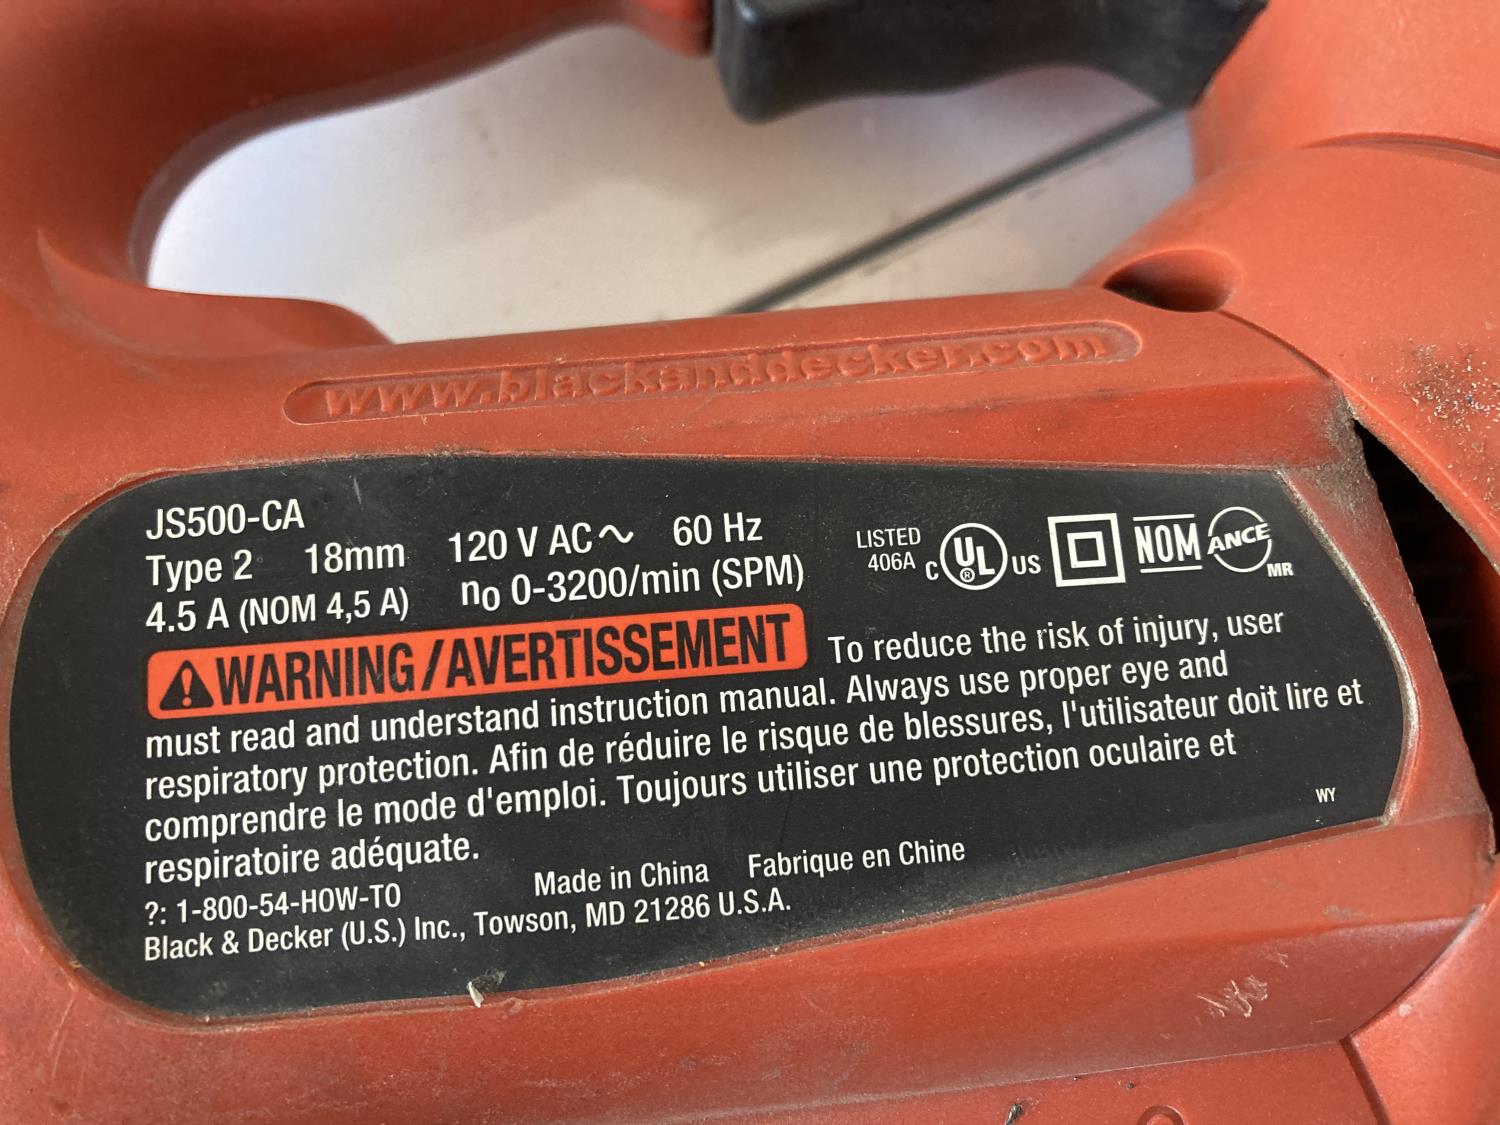 www.blackanddecker.com
JS500-CA
Type 2 18mm 120 V AC~ 60 Hz
4.5 A (NOM 4,5 A) no 0-3200/min (SPM)
LISTED
406A C UL ® US NOM ANCE MR
WARNING/AVERTISSEMENT To reduce the risk of injury, user
must read and understand instruction manual. Always use proper eye and
respiratory protection. Afin de réduire le risque de blessures, l'utilisateur doit lire et
comprendre le mode d'emploi. Toujours utiliser une protection oculaire et
respiratoire adéquate.
WY
?: 1-800-54-HOW-TO Made in China Fabrique en Chine
Black & Decker (U.S.) Inc., Towson, MD 21286 U.S.A.